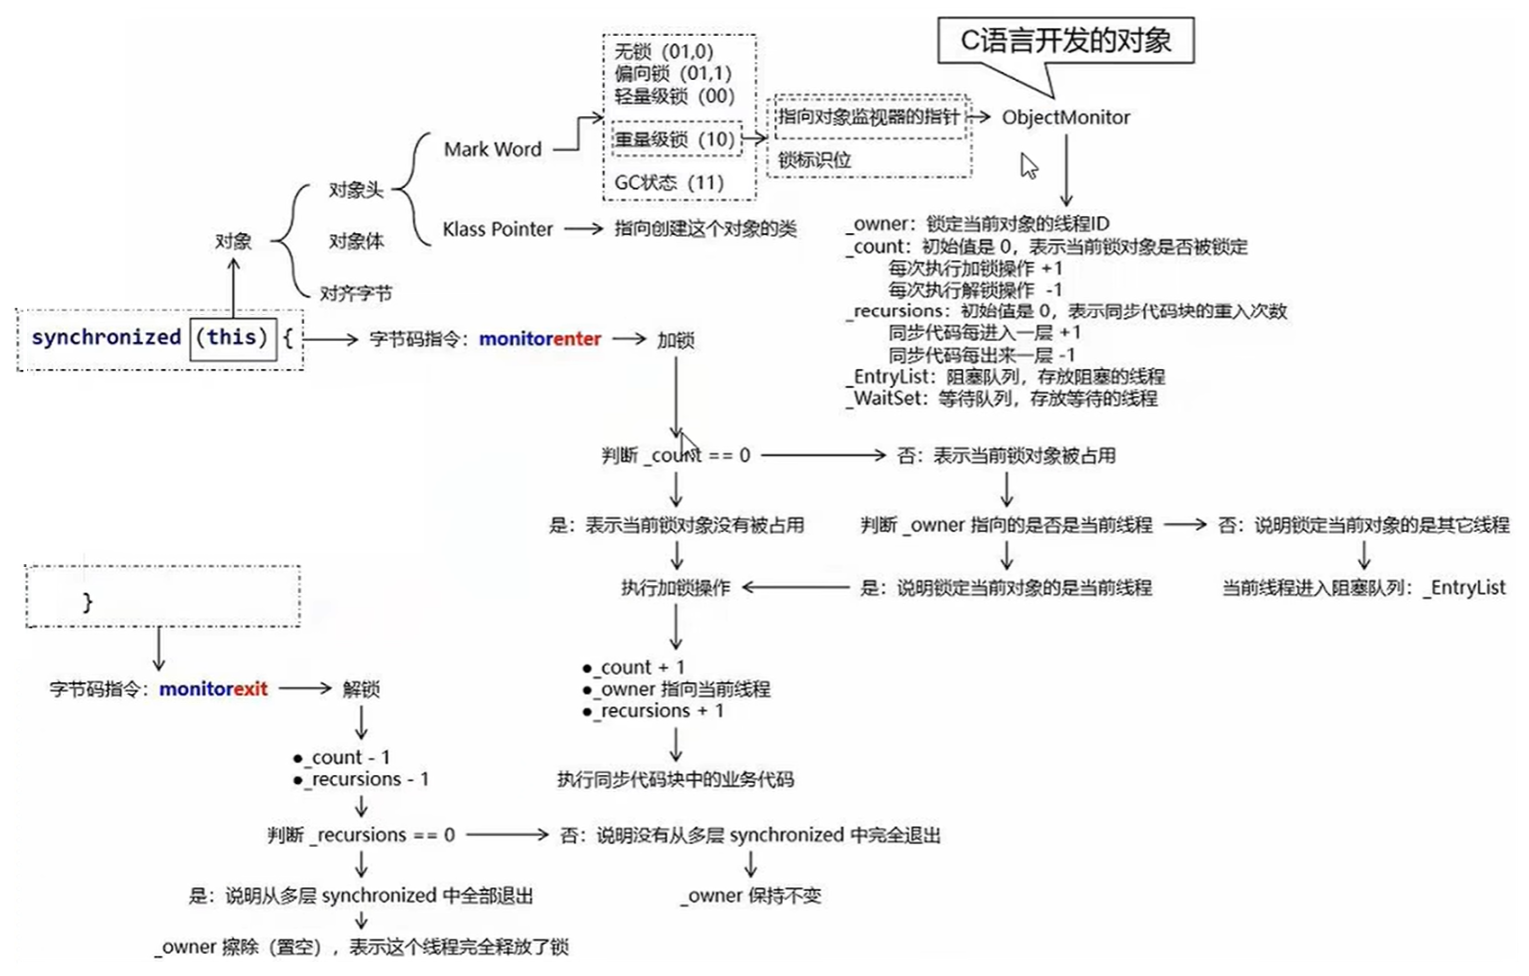 C语言开发的对象
无锁（01,0）
偏向锁（01,1）
轻量级锁（00）
重量级锁（10）
GC状态（11）
指向对象监视器的指针
锁标识位
ObjectMonitor
Mark Word
对象头
Klass Pointer
指向创建这个对象的类
对象
对象体
对齐字节
_owner：锁定当前对象的线程ID
_count：初始值是 0，表示当前锁对象是否被锁定
每次执行加锁操作 +1
每次执行解锁操作 -1
_recursions：初始值是 0，表示同步代码块的重入次数
同步代码每进入一层 +1
同步代码每出来一层 -1
_EntryList：阻塞队列，存放阻塞的线程
_WaitSet：等待队列，存放等待的线程
synchronized (this) {
字节码指令：monitorenter
加锁
判断 _count == 0
否：表示当前锁对象被占用
是：表示当前锁对象没有被占用
判断 _owner 指向的是否是当前线程
否：说明锁定当前对象的是其它线程
执行加锁操作
是：说明锁定当前对象的是当前线程
当前线程进入阻塞队列：_EntryList
●_count + 1
●_owner 指向当前线程
●_recursions + 1
执行同步代码块中的业务代码
}
字节码指令：monitorexit
解锁
●_count - 1
●_recursions - 1
判断 _recursions == 0
否：说明没有从多层 synchronized 中完全退出
是：说明从多层 synchronized 中全部退出
_owner 保持不变
_owner 擦除（置空），表示这个线程完全释放了锁